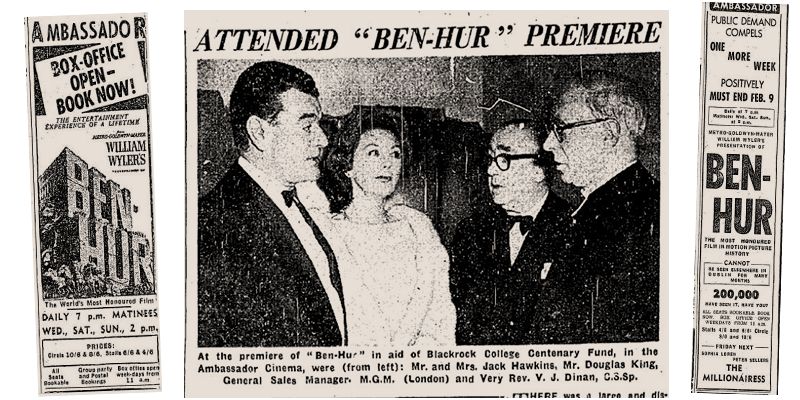 AMBASSADOR
BOX-OFFICE
OPEN-
BOOK NOW!
THE ENTERTAINMENT
EXPERIENCE OF A LIFETIME
from
METRO-GOLDWYN-MAYER
WILLIAM
WYLER'S
PRESENTATION OF
BEN-
HUR
The World's Most Honoured Film
DAILY 7 p.m. MATINEES
WED., SAT., SUN., 2 p.m.
PRICES:
Circle 10/6 & 8/6, Stalls 6/6 & 4/6
All Seats Bookable
Group party and Postal Bookings
Box offices open week-days from 11 a.m.
ATTENDED "BEN-HUR" PREMIERE
At the premiere of "Ben-Hur" in aid of Blackrock College Centenary Fund, in the
Ambassador Cinema, were (from left): Mr. and Mrs. Jack Hawkins, Mr. Douglas King,
General Sales Manager. M.G.M. (London) and Very Rev. V. J. Dinan, C.S.Sp.
THERE was a large and dis-
AMBASSADOR
PUBLIC DEMAND
COMPELS
ONE
MORE
WEEK
POSITIVELY
MUST END FEB. 9
Daily at 7 p.m.
Matinees Wed., Sat., Sun.,
at 2 p.m.
METRO-GOLDWYN-MAYER
WILLIAM WYLER'S
PRESENTATION OF
BEN-
HUR
THE MOST HONOURED
FILM IN MOTION PICTURE
HISTORY
CANNOT
BE SEEN ELSEWHERE IN
DUBLIN FOR MANY
MONTHS
200,000
HAVE SEEN IT, HAVE YOU?
ALL SEATS BOOKABLE BOOK
NOW. BOX OFFICE OPEN
WEEKDAYS FROM 11 a.m.
Stalls 4/6 and 6/6; Circle
8/6 and 10/6
FRIDAY NEXT
SOPHIA LOREN
PETER SELLERS
THE
MILLIONAIRESS